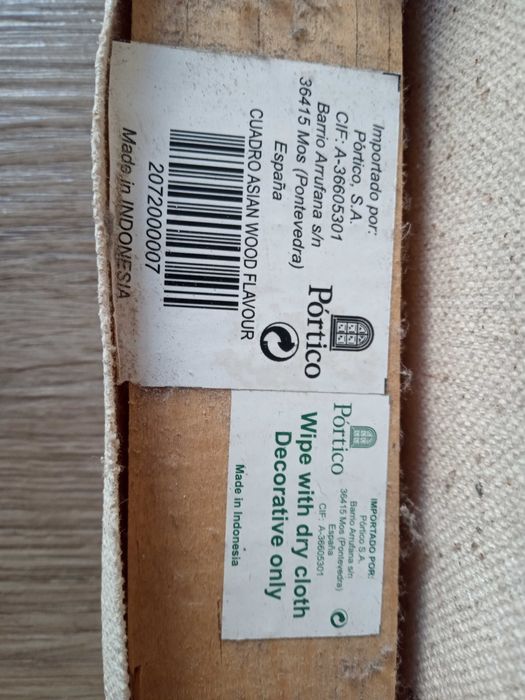 Importado por:
Pórtico, S.A.
CIF: A-36605301
Barrio Arrufana s/n
36415 Mos (Pontevedra)
España
Pórtico
CUADRO ASIAN WOOD FLAVOUR
2072000007
Made in INDONESIA
IMPORTADO POR:
Pórtico S.A.
Barrio Arrufana s/n
36415 Mos (Pontevedra)
España
CIF: A-36605301
Pórtico
Wipe with dry cloth
Decorative only
Made in Indonesia